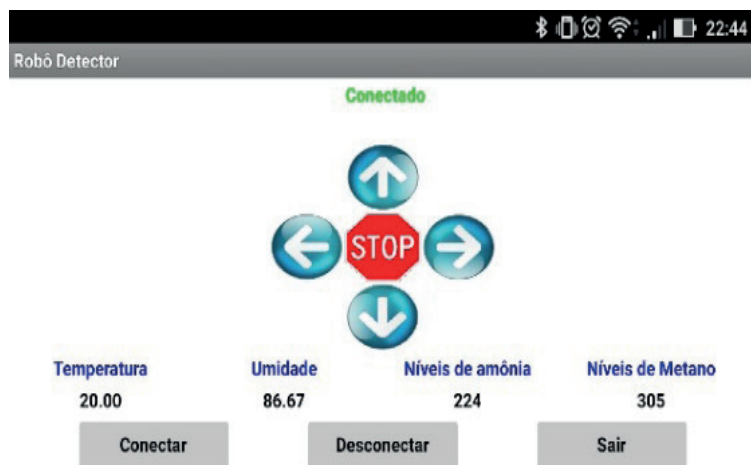 22:44
Robô Detector
Conectado
STOP
Temperatura Umidade Níveis de amônia Níveis de Metano
20.00 86.67 224 305
Conectar Desconectar Sair